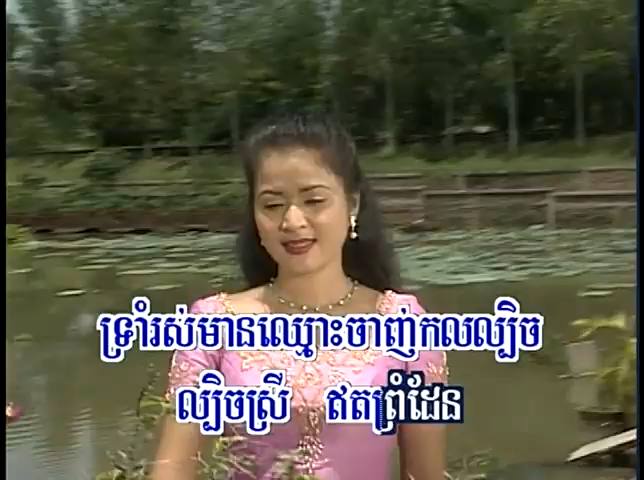 ទ្រាំរស់មានឈ្មោះចាញ់កលល្បិច
ល្បិចស្រី ឥតព្រំដែន